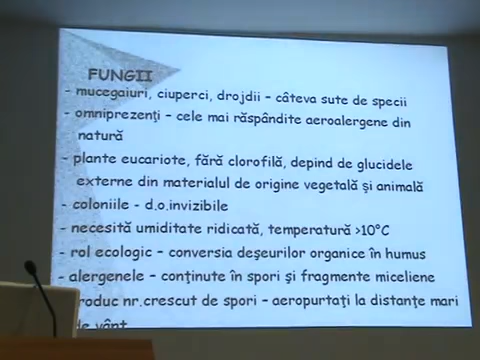 FUNGII
- mucegaiuri, ciuperci, drojdii – câteva sute de specii
- omniprezenţi – cele mai răspândite aeroalergene din
natură
- plante eucariote, fără clorofilă, depind de glucidele
externe din materialul de origine vegetală şi animală
- coloniile - d.o.invizibile
- necesită umiditate ridicată, temperatură >10°C
- rol ecologic – conversia deşeurilor organice în humus
- alergenele – conţinute în spori şi fragmente miceliene
roduc nr.crescut de spori – aeropurtaţi la distanţe mari
de vânt